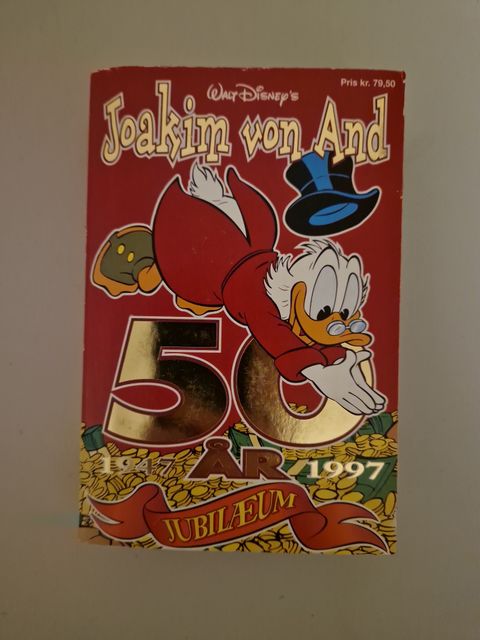 Pris kr. 79,50
Walt Disney's
Joakim von And
50
1947 ÅR 1997
JUBILÆUM